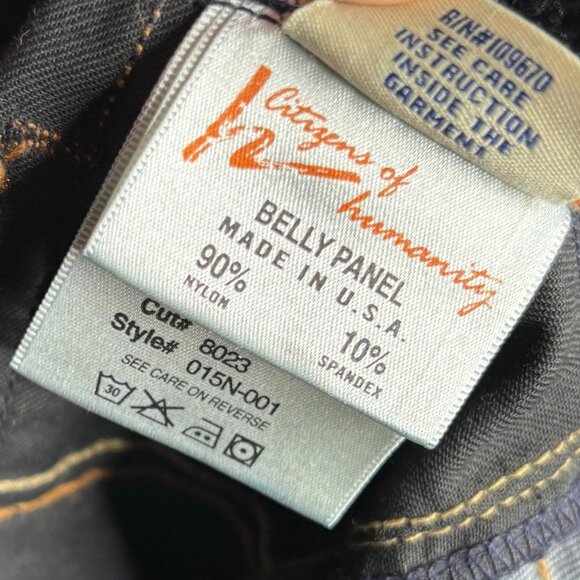 R/N#109670
SEE CARE
INSTRUCTION
INSIDE THE
GARMENT
Citizens of
humanity
BELLY PANEL
MADE IN U.S.A.
90% 10%
NYLON SPANDEX
Cut# 8023
Style# 015N-001
SEE CARE ON REVERSE
30